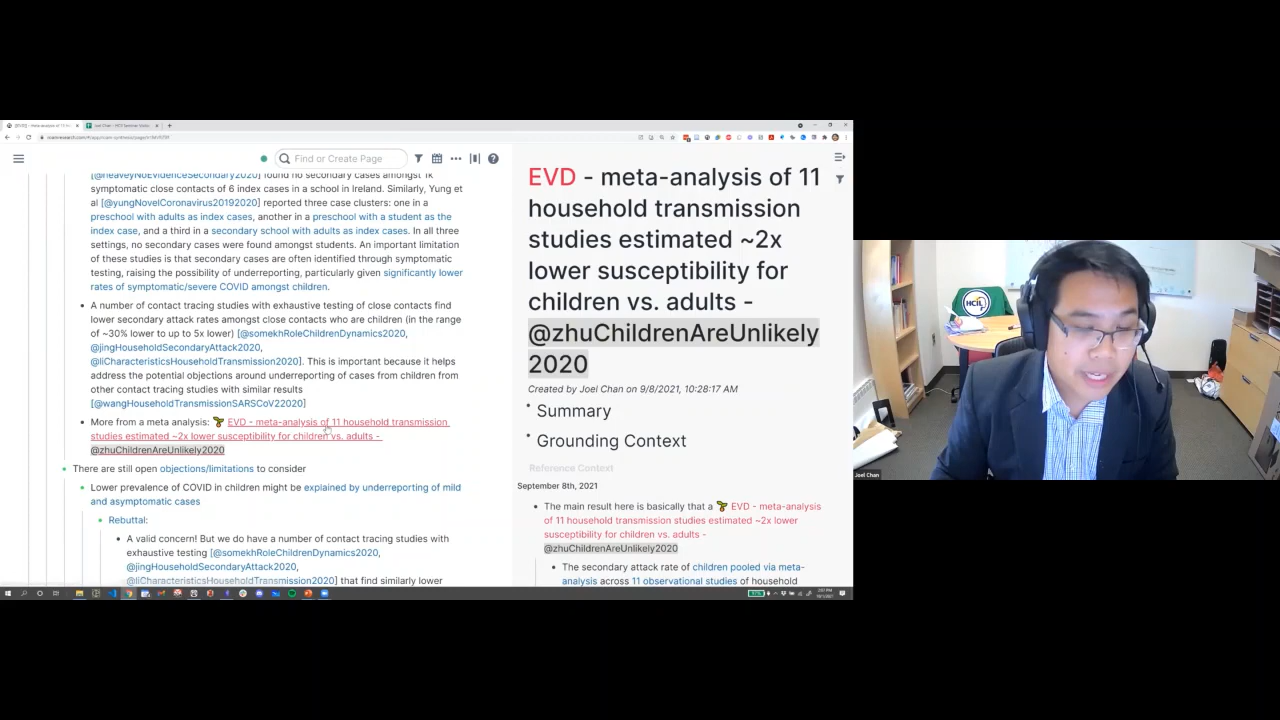 Find or Create Page
[@heaveyNoEvidenceSecondary2020] found no secondary cases amongst 1k
symptomatic close contacts of 6 index cases in a school in Ireland. Similarly, Yung et
al [@yungNovelCoronavirus20192020] reported three case clusters: one in a
preschool with adults as index cases, another in a preschool with a student as the
index case, and a third in a secondary school with adults as index cases. In all three
settings, no secondary cases were found amongst students. An important limitation
of these studies is that secondary cases are often identified through symptomatic
testing, raising the possibility of underreporting, particularly given significantly lower
rates of symptomatic/severe COVID amongst children.
A number of contact tracing studies with exhaustive testing of close contacts find
lower secondary attack rates amongst close contacts who are children (in the range
of ~30% lower to up to 5x lower) [@somekhRoleChildrenDynamics2020,
@jingHouseholdSecondaryAttack2020,
@liCharacteristicsHouseholdTransmission2020]. This is important because it helps
address the potential objections around underreporting of cases from children from
other contact tracing studies with similar results
[@wangHouseholdTransmissionSARSCoV22020]
More from a meta analysis: EVD - meta-analysis of 11 household transmission
studies estimated ~2x lower susceptibility for children vs. adults -
@zhuChildrenAreUnlikely2020
There are still open objections/limitations to consider
Lower prevalence of COVID in children might be explained by underreporting of mild
and asymptomatic cases
Rebuttal:
A valid concern! But we do have a number of contact tracing studies with
exhaustive testing [@somekhRoleChildrenDynamics2020,
@jingHouseholdSecondaryAttack2020,
@liCharacteristicsHouseholdTransmission2020] that find similarly lower
EVD - meta-analysis of 11
household transmission
studies estimated ~2x
lower susceptibility for
children vs. adults -
@zhuChildrenAreUnlikely
2020
Created by Joel Chan on 9/8/2021, 10:28:17 AM
Summary
Grounding Context
Reference Context
September 8th, 2021
The main result here is basically that a EVD - meta-analysis
of 11 household transmission studies estimated ~2x lower
susceptibility for children vs. adults -
@zhuChildrenAreUnlikely2020
The secondary attack rate of children pooled via meta-
analysis across 11 observational studies of household
HCIL
Joel Chan